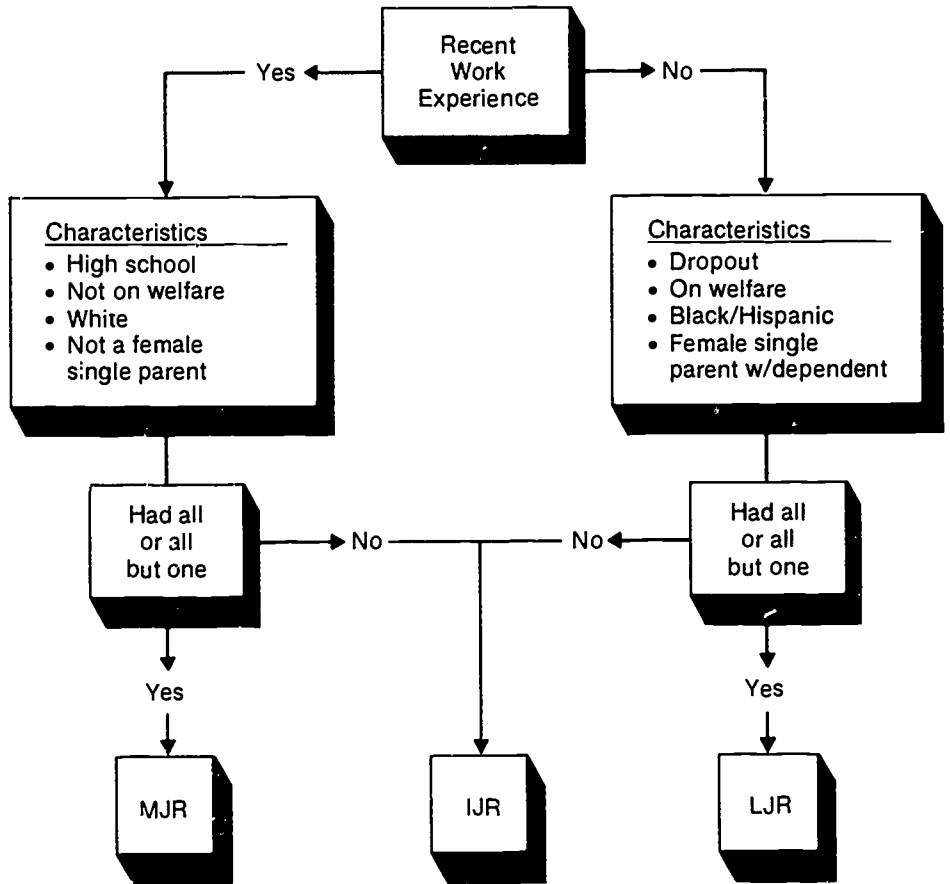 Recent
Work
Experience
Yes
No
Characteristics
• High school
• Not on welfare
• White
• Not a female
single parent
Characteristics
• Dropout
• On welfare
• Black/Hispanic
• Female single
parent w/dependent
Had all
or all
but one
No
No
Had all
or all
but one
Yes
Yes
MJR
IJR
LJR